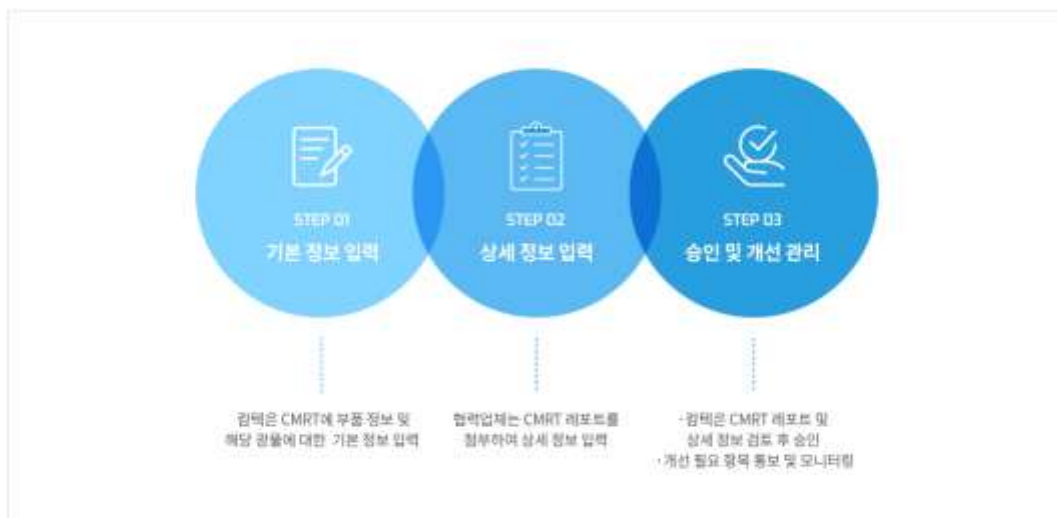 STEP 01
기본 정보 입력
STEP 02
상세 정보 입력
STEP 03
승인 및 개선 관리
캄텍은 CMRT에 부품 정보 및
해당 광물에 대한 기본 정보 입력
협력업체는 CMRT 레포트를
첨부하여 상세 정보 입력
·캄텍은 CMRT 레포트 및
상세 정보 검토 후 승인
·개선 필요 항목 통보 및 모니터링